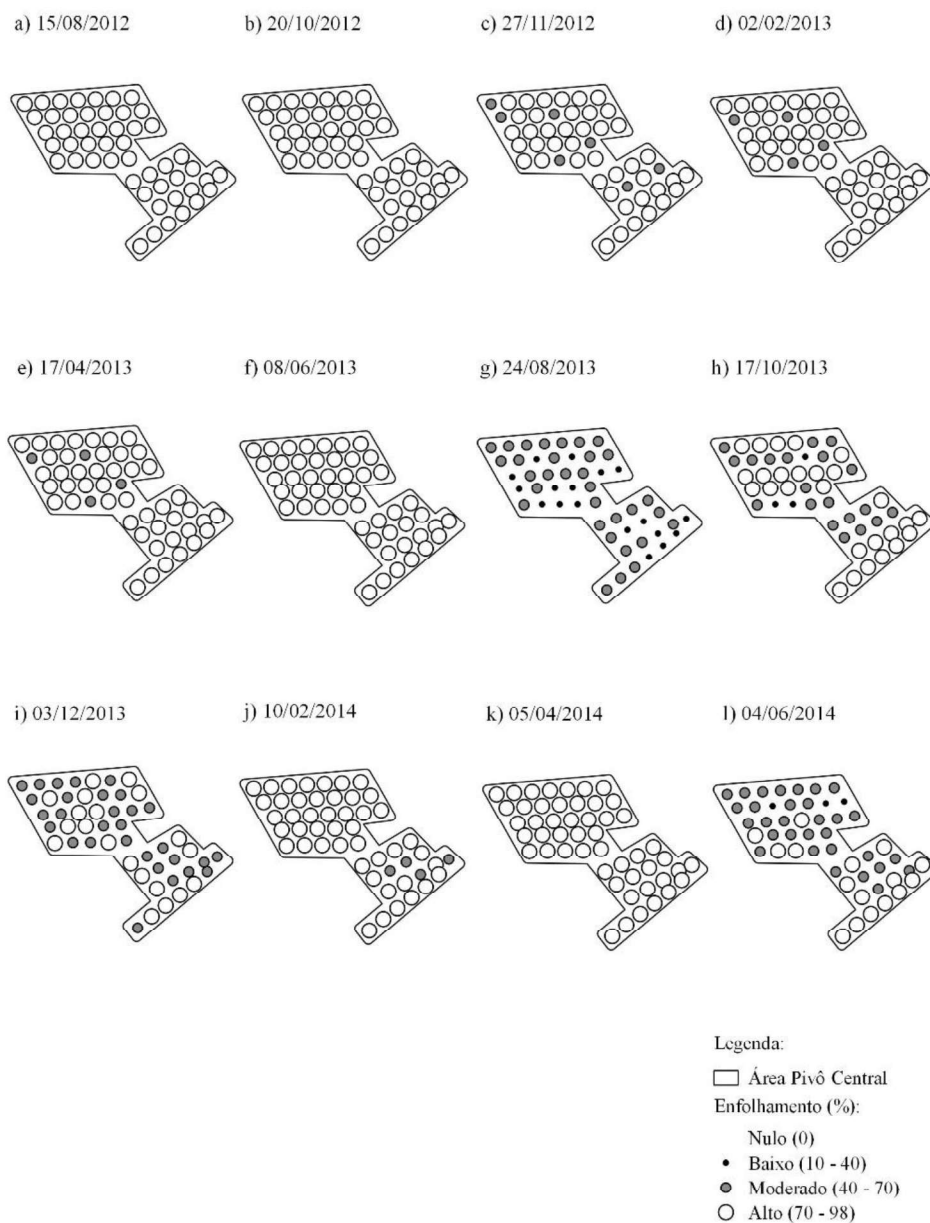 a) 15/08/2012
b) 20/10/2012
c) 27/11/2012
d) 02/02/2013
e) 17/04/2013
f) 08/06/2013
g) 24/08/2013
h) 17/10/2013
i) 03/12/2013
j) 10/02/2014
k) 05/04/2014
l) 04/06/2014
Legenda:
Área Pivô Central
Enfolhamento (%):
Nulo (0)
Baixo (10 - 40)
Moderado (40 - 70)
Alto (70 - 98)